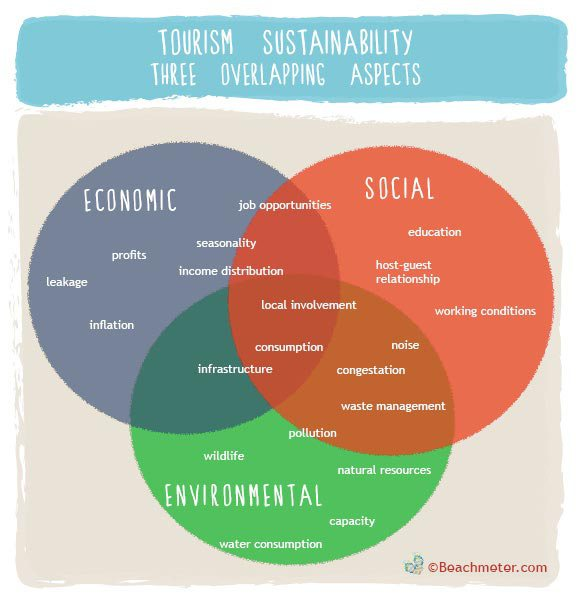 TOURISM SUSTAINABILITY
THREE OVERLAPPING ASPECTS
ECONOMIC
SOCIAL
job opportunities
education
seasonality
profits
host-guest
relationship
income distribution
leakage
local involvement
working conditions
inflation
consumption
noise
infrastructure
congestation
waste management
pollution
wildlife
natural resources
ENVIRONMENTAL
capacity
water consumption
©Beachmeter.com